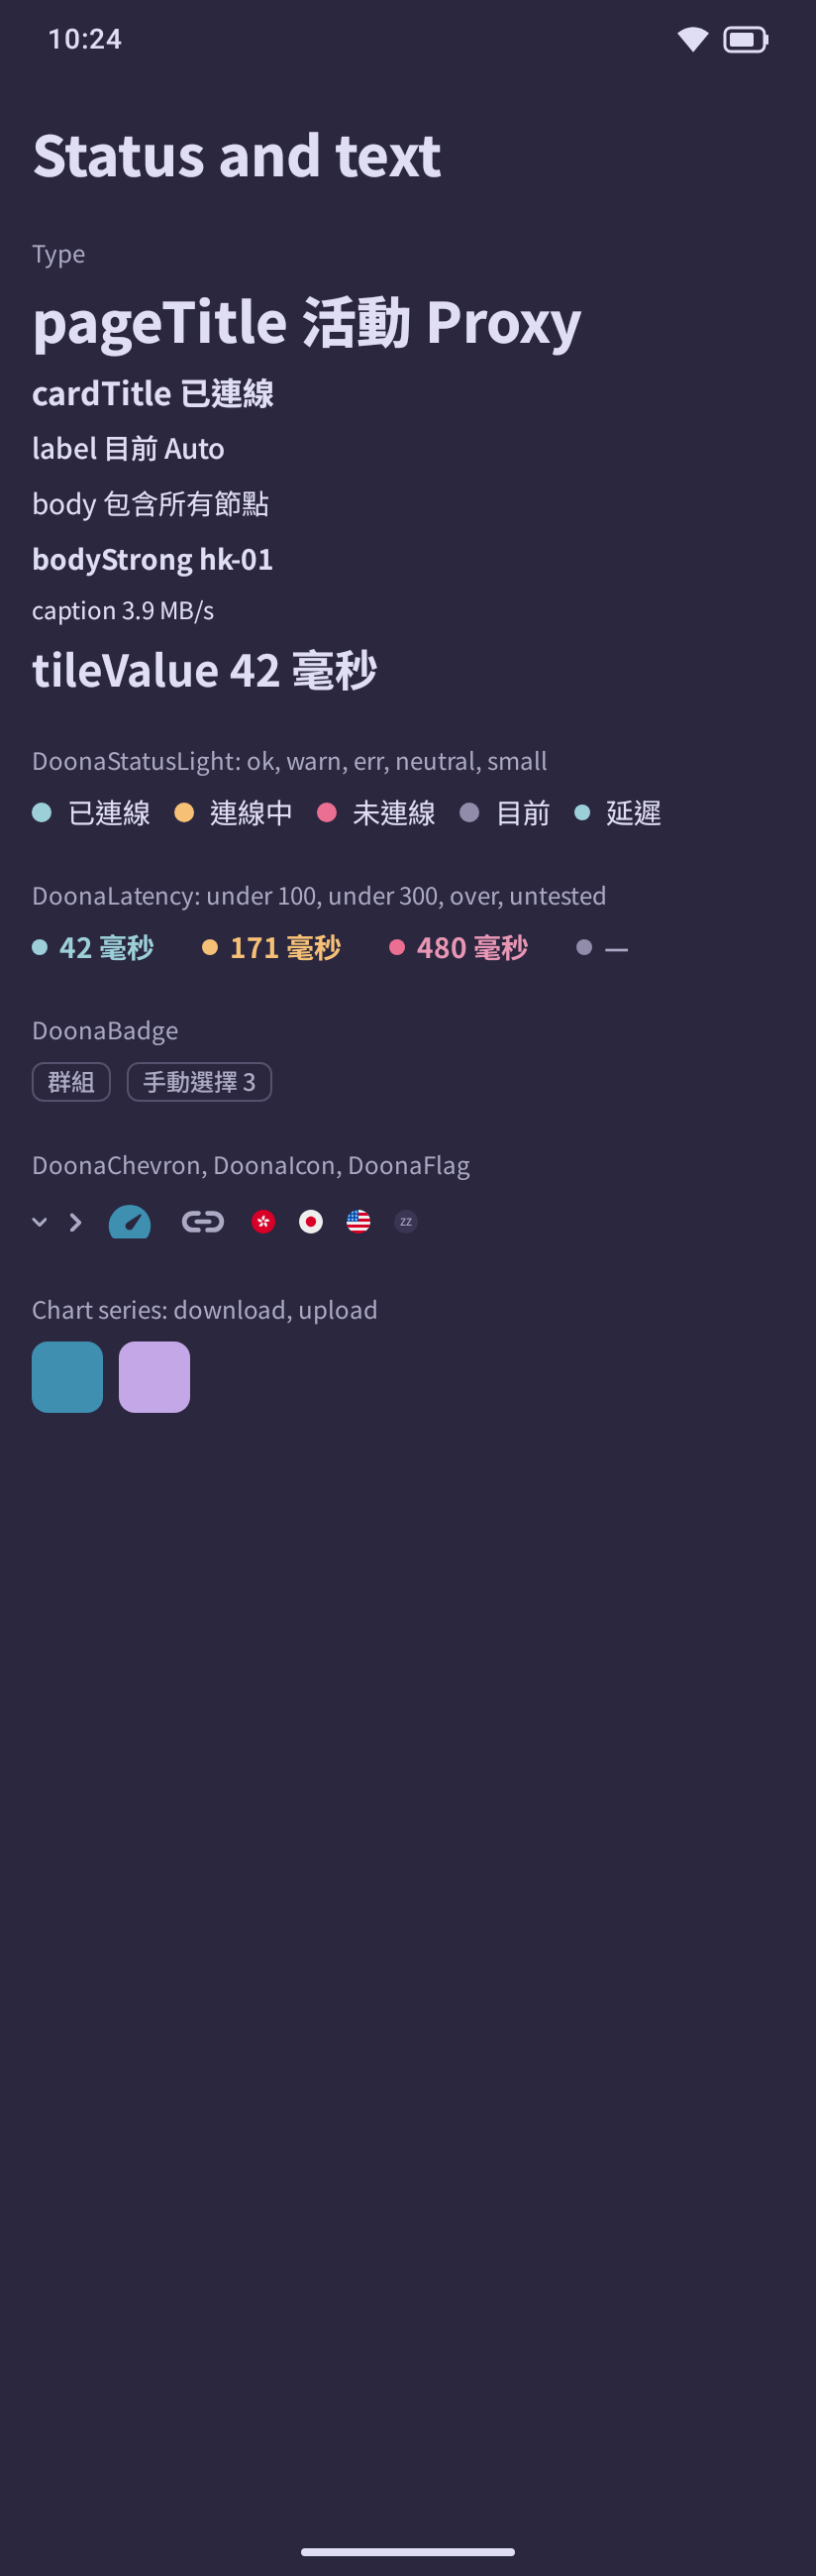 10:24
Status and text
Type
pageTitle 活動 Proxy
cardTitle 已連線
label 目前 Auto
body 包含所有節點
bodyStrong hk-01
caption 3.9 MB/s
tileValue 42 毫秒
DoonaStatusLight: ok, warn, err, neutral, small
已連線 連線中 未連線 目前 延遲
DoonaLatency: under 100, under 300, over, untested
42 毫秒 171 毫秒 480 毫秒 —
DoonaBadge
群組 手動選擇 3
DoonaChevron, DoonaIcon, DoonaFlag
ZZ
Chart series: download, upload